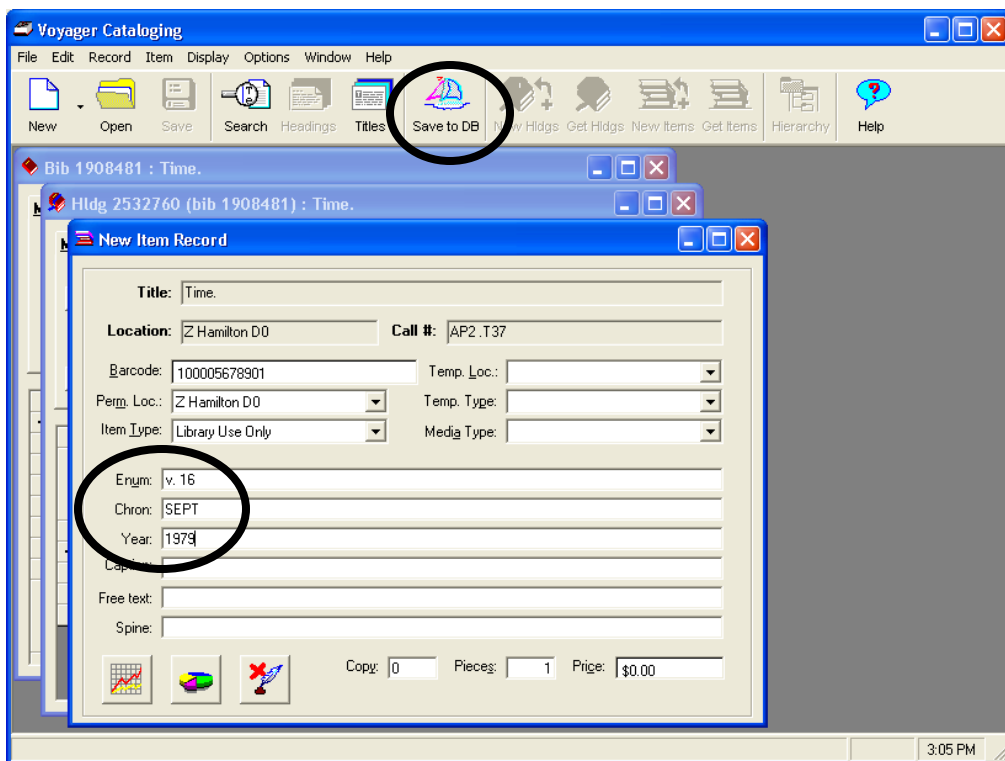 Voyager Cataloging
File Edit Record Item Display Options Window Help
New Open Save Search Headings Titles Save to DB New Hldgs Get Hldgs New Items Get Items Hierarchy Help
Bib 1908481 : Time.
Hldg 2532760 (bib 1908481) : Time.
New Item Record
Title: Time.
Location: Z Hamilton D0 Call #: AP2 .T37
Barcode: 100005678901 Temp. Loc.:
Perm. Loc.: Z Hamilton D0 Temp. Type:
Item Type: Library Use Only Media Type:
Enum: v. 16
Chron: SEPT
Year: 1979
Caption:
Free text:
Spine:
Copy: 0 Pieces: 1 Price: $0.00
3:05 PM